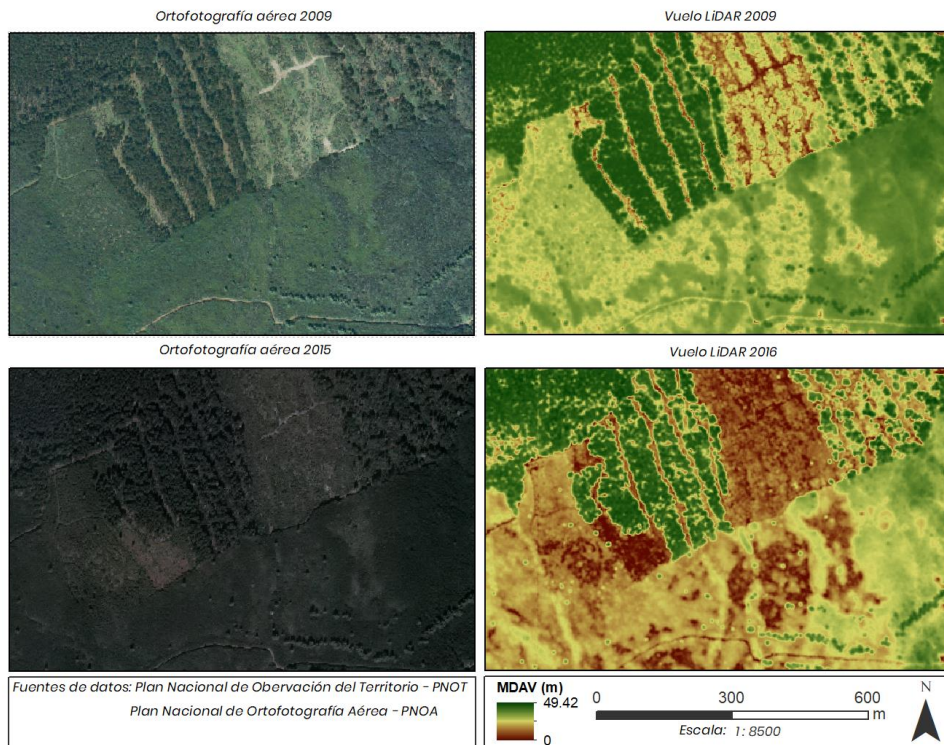 Ortofotografía aérea 2009
Vuelo LiDAR 2009
Ortofotografía aérea 2015
Vuelo LiDAR 2016
Fuentes de datos: Plan Nacional de Obervación del Territorio - PNOT
Plan Nacional de Ortofotografía Aérea - PNOA
MDAV (m)
49.42
0
0 300 600
m
Escala: 1: 8500
N